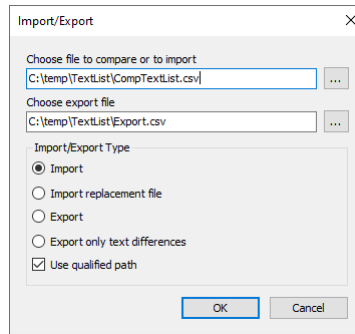 Import/Export
Choose file to compare or to import
C:\temp\TextList\CompTextList.csv
...
Choose export file
C:\temp\TextList\Export.csv
...
Import/Export Type
Import
Import replacement file
Export
Export only text differences
Use qualified path
OK Cancel